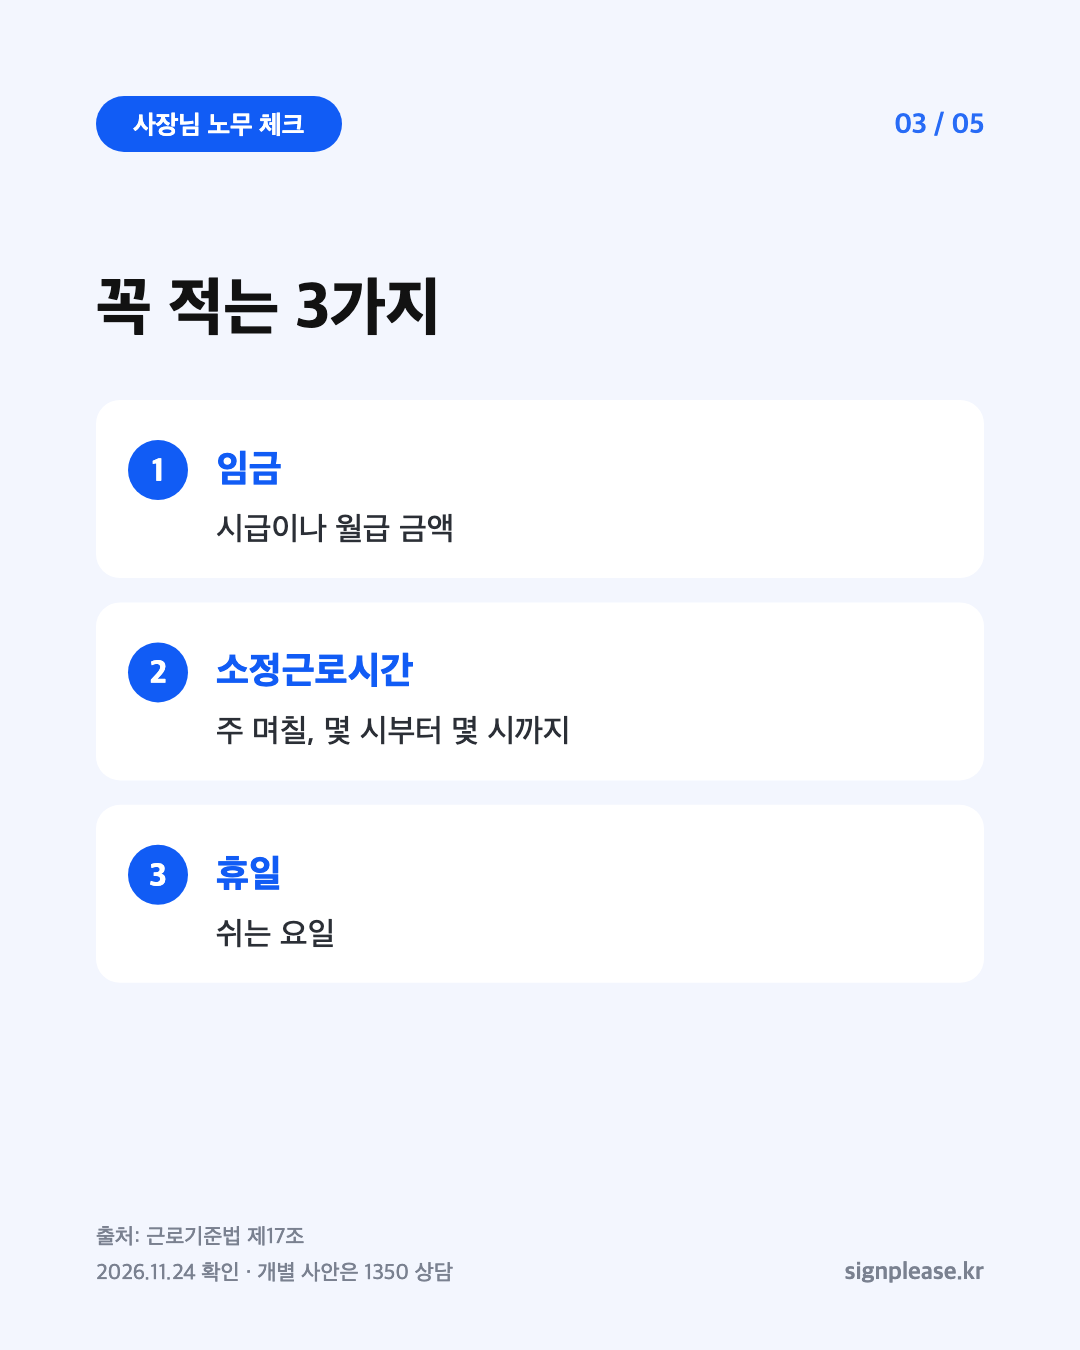 사장님 노무 체크
03 / 05
꼭 적는 3가지
1 임금
시급이나 월급 금액
2 소정근로시간
주 며칠, 몇 시부터 몇 시까지
3 휴일
쉬는 요일
출처: 근로기준법 제17조
2026.11.24 확인 · 개별 사안은 1350 상담
signplease.kr